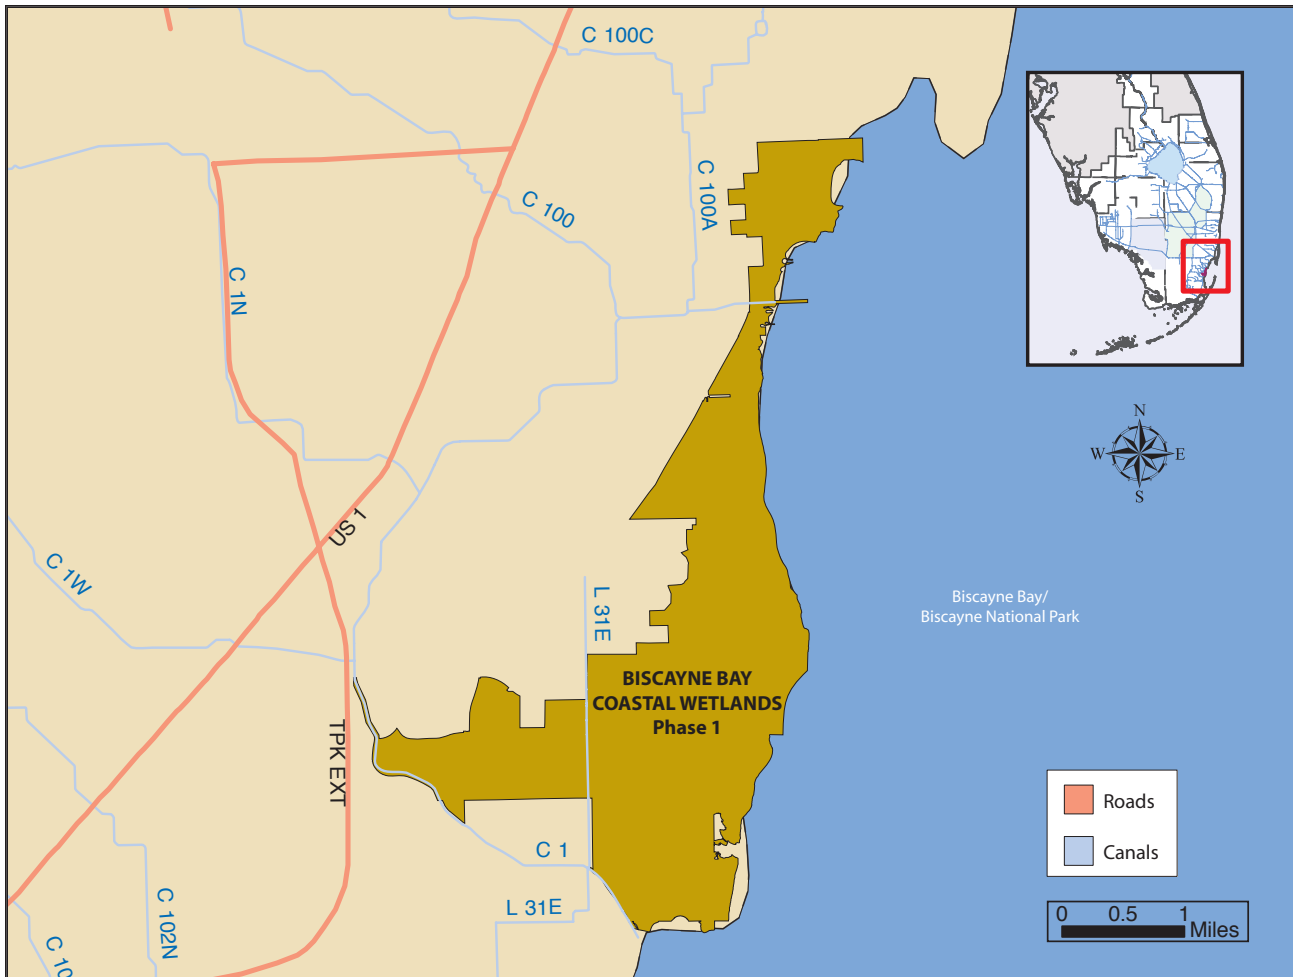 C 100C
C 100A
C 100
C 1N
US 1
C 1W
L 31E
Biscayne Bay/
Biscayne National Park
BISCAYNE BAY
COASTAL WETLANDS
Phase 1
TPK EXT
C 1
L 31E
C 102N
C 10
N
W
E
S
Roads
Canals
0 0.5 1
Miles